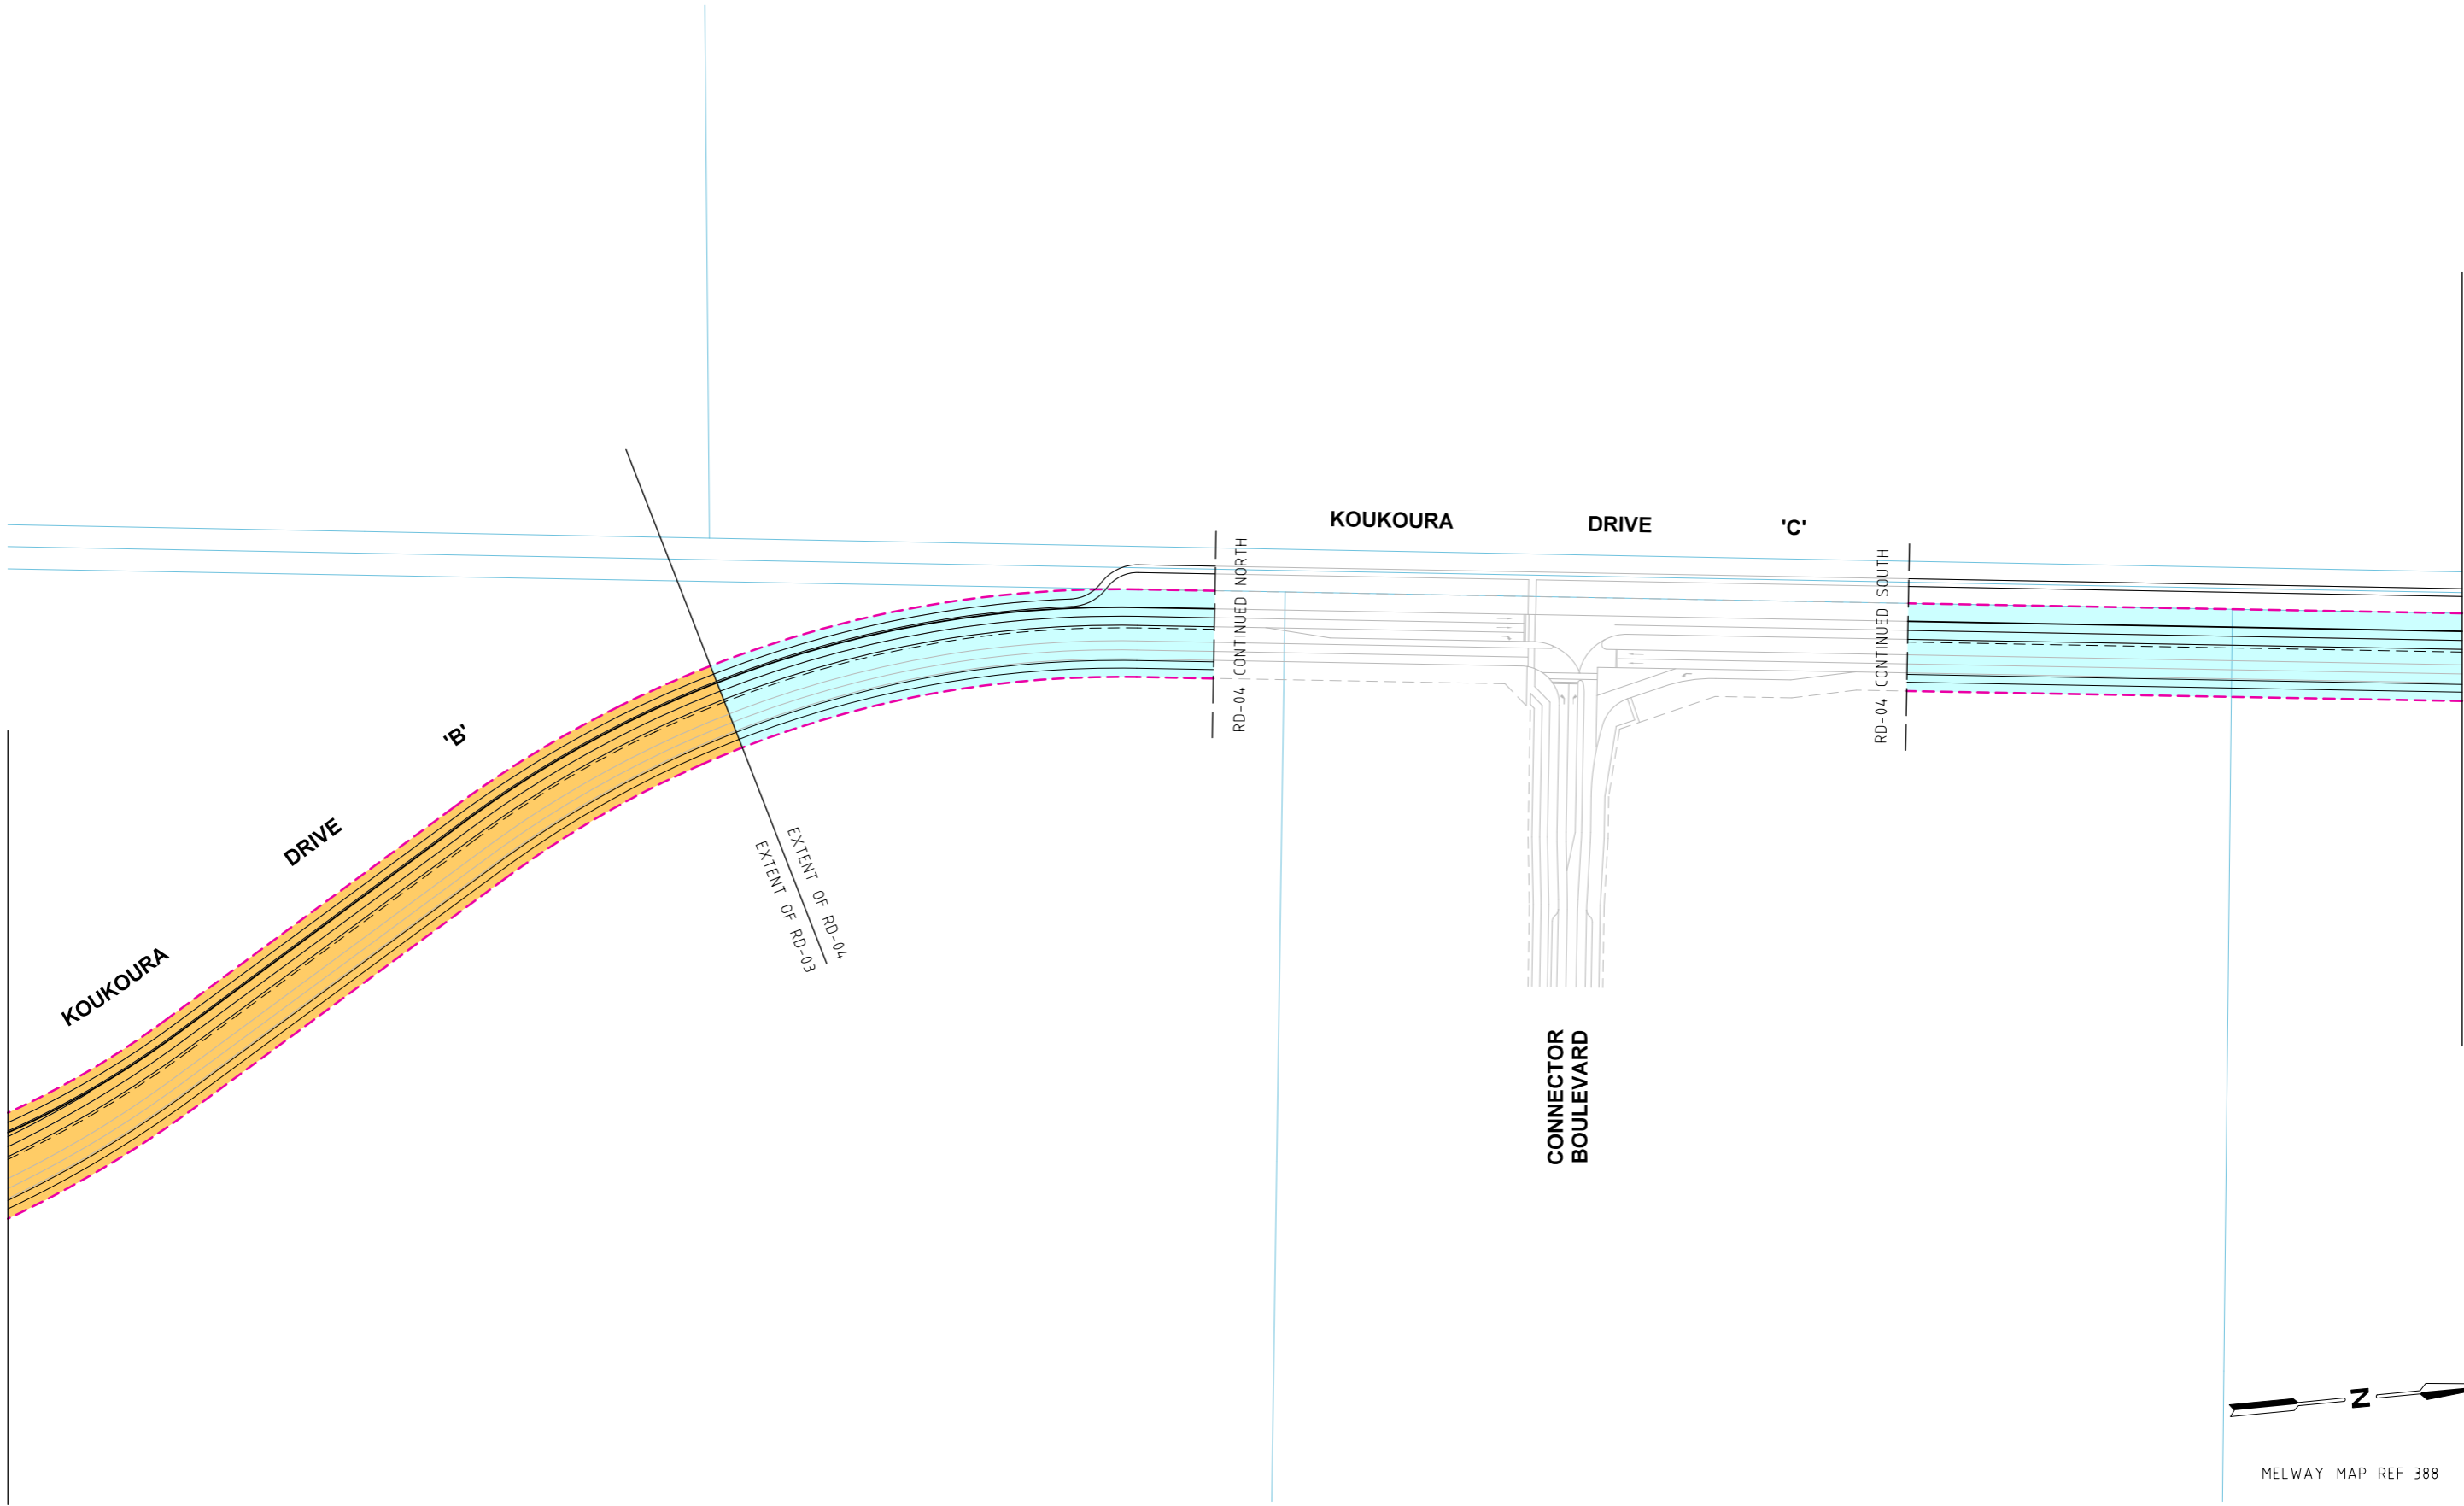 KOUKOURA DRIVE 'C'
RD-04 CONTINUED NORTH
RD-04 CONTINUED SOUTH
KOUKOURA DRIVE 'B'
EXTENT OF RD-04
EXTENT OF RD-03
CONNECTOR
BOULEVARD
N
MELWAY MAP REF 388